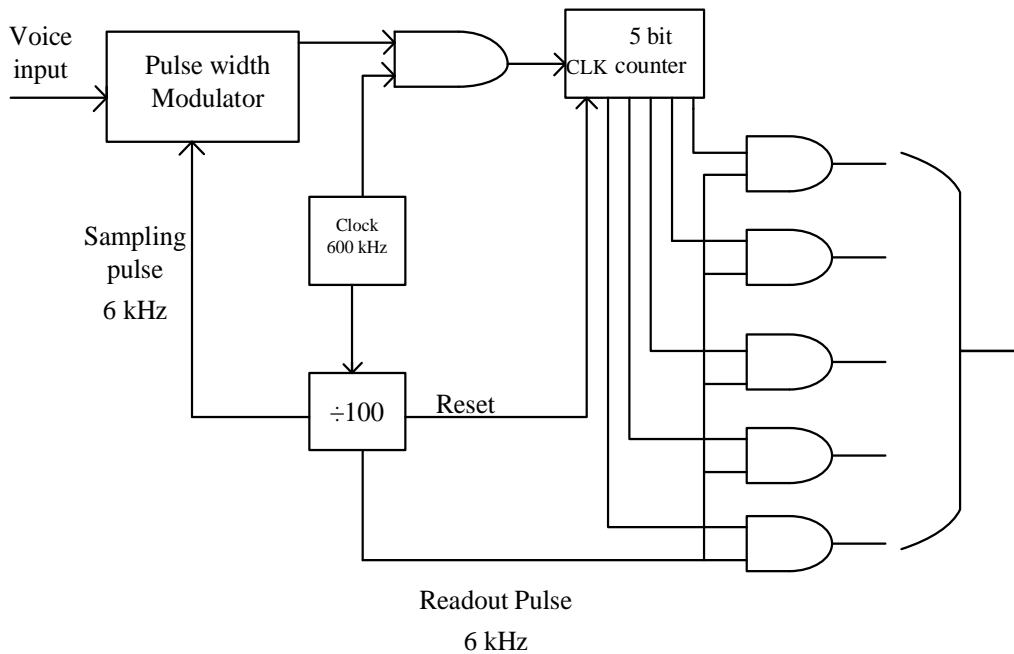 Voice
input
Pulse width
Modulator
5 bit
CLK counter
Clock
600 kHz
Sampling
pulse
6 kHz
÷100
Reset
Readout Pulse
6 kHz